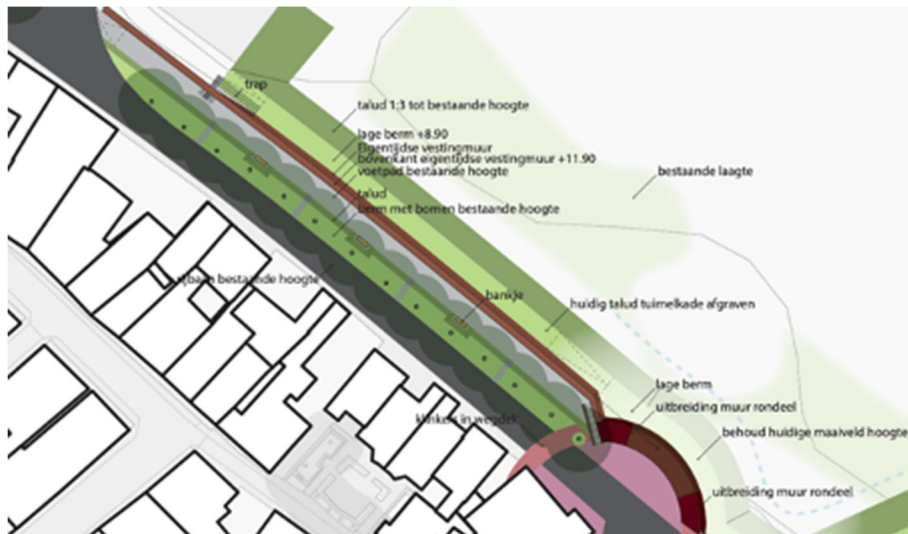 trap
talud 1:3 tot bestaande hoogte
lage berm +8.90
Eigentijdse vestingmuur
bovenkant eigentijdse vestingmuur +11.90
voetpad bestaande hoogte
talud
berm met bomen bestaande hoogte
bestaande laagte
rijbaan bestaande hoogte
bankje
huidig talud tuimelkade afgraven
lage berm
uitbreiding muur rondeel
klinkers in wegdek
behoud huidige maaiveld hoogte
uitbreiding muur rondeel